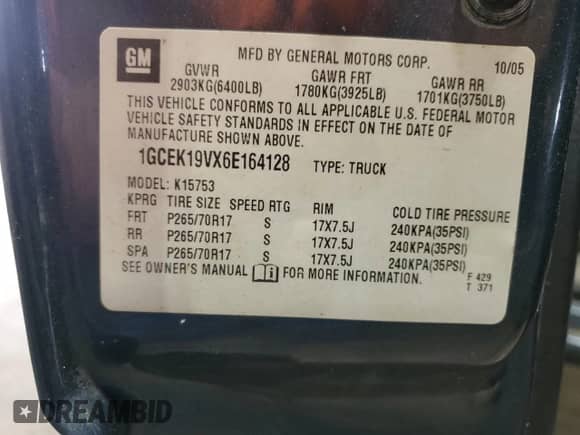 GM
MFD BY GENERAL MOTORS CORP.
10/05
GVWR GAWR FRT GAWR RR
2903KG(6400LB) 1780KG(3925LB) 1701KG(3750LB)
THIS VEHICLE CONFORMS TO ALL APPLICABLE U.S. FEDERAL MOTOR
VEHICLE SAFETY STANDARDS IN EFFECT ON THE DATE OF
MANUFACTURE SHOWN ABOVE.
1GCEK19VX6E164128 TYPE: TRUCK
MODEL: K15753
KPRG TIRE SIZE SPEED RTG RIM COLD TIRE PRESSURE
FRT P265/70R17 S 17X7.5J 240KPA(35PSI)
RR P265/70R17 S 17X7.5J 240KPA(35PSI)
SPA P265/70R17 S 17X7.5J 240KPA(35PSI)
SEE OWNER'S MANUAL FOR MORE INFORMATION.
F 429
T 371
DREAMBID